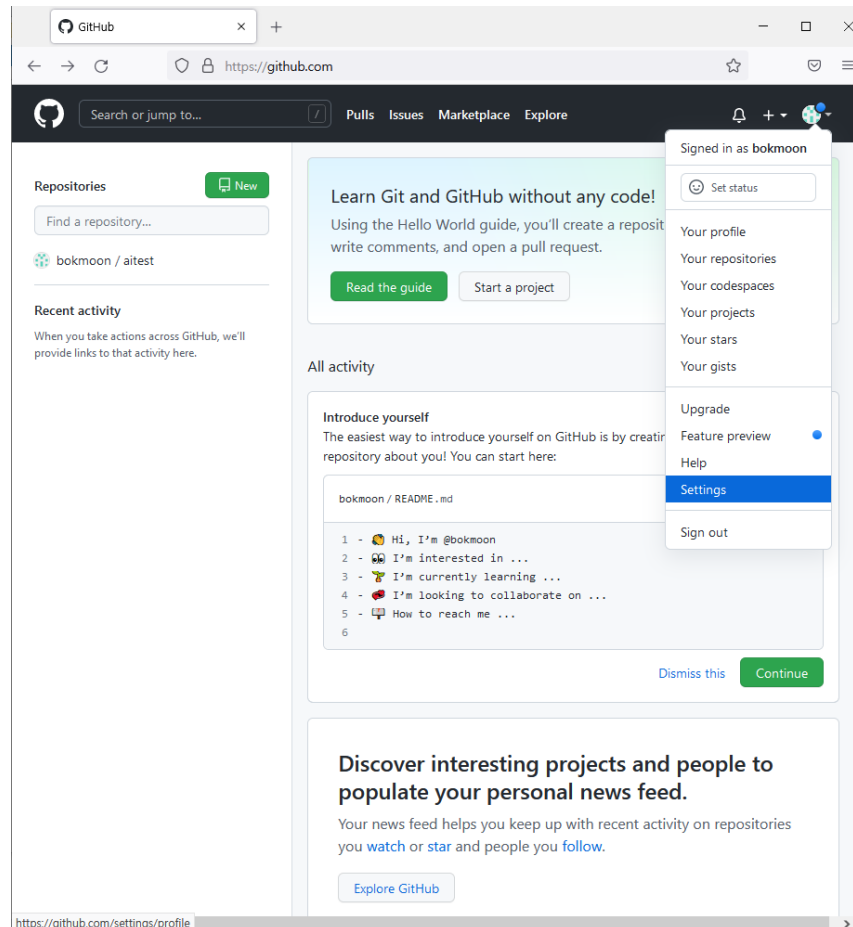 GitHub
https://github.com
Search or jump to...
/
Pulls Issues Marketplace Explore
Signed in as bokmoon
Set status
Your profile
Your repositories
Your codespaces
Your projects
Your stars
Your gists
Upgrade
Feature preview
Help
Settings
Sign out
Repositories
New
Find a repository...
bokmoon / aitest
Recent activity
When you take actions across GitHub, we'll
provide links to that activity here.
Learn Git and GitHub without any code!
Using the Hello World guide, you'll create a reposit
write comments, and open a pull request.
Read the guide
Start a project
All activity
Introduce yourself
The easiest way to introduce yourself on GitHub is by creatin
repository about you! You can start here:
bokmoon / README.md
1 - 👋 Hi, I'm @bokmoon
2 - 👀 I'm interested in ...
3 - 🌱 I'm currently learning ...
4 - 💞️ I'm looking to collaborate on ...
5 - 📫 How to reach me ...
6
Dismiss this
Continue
Discover interesting projects and people to
populate your personal news feed.
Your news feed helps you keep up with recent activity on repositories
you watch or star and people you follow.
Explore GitHub
https://github.com/settings/profile